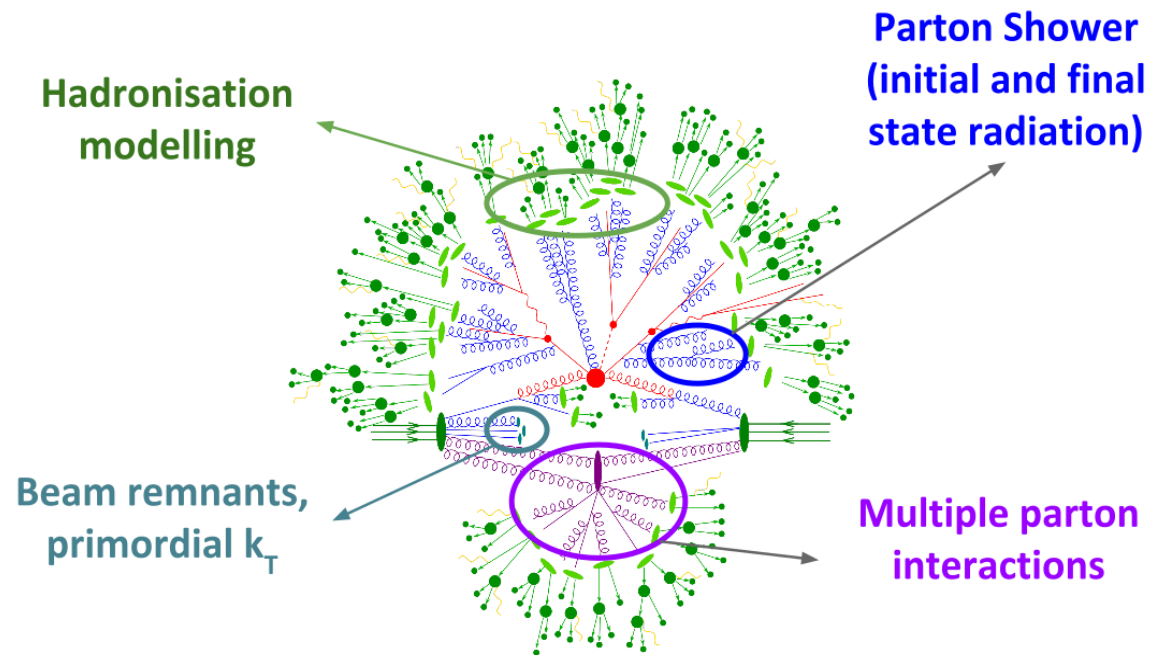 Parton Shower
(initial and final
state radiation)
Hadronisation
modelling
Beam remnants,
primordial kT
Multiple parton
interactions